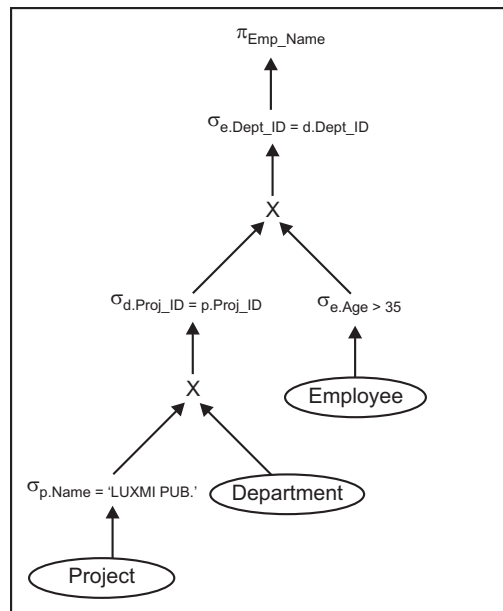 πEmp_Name
σe.Dept_ID = d.Dept_ID
X
σd.Proj_ID = p.Proj_ID
σe.Age > 35
X
Employee
σp.Name = ‘LUXMI PUB.’
Department
Project